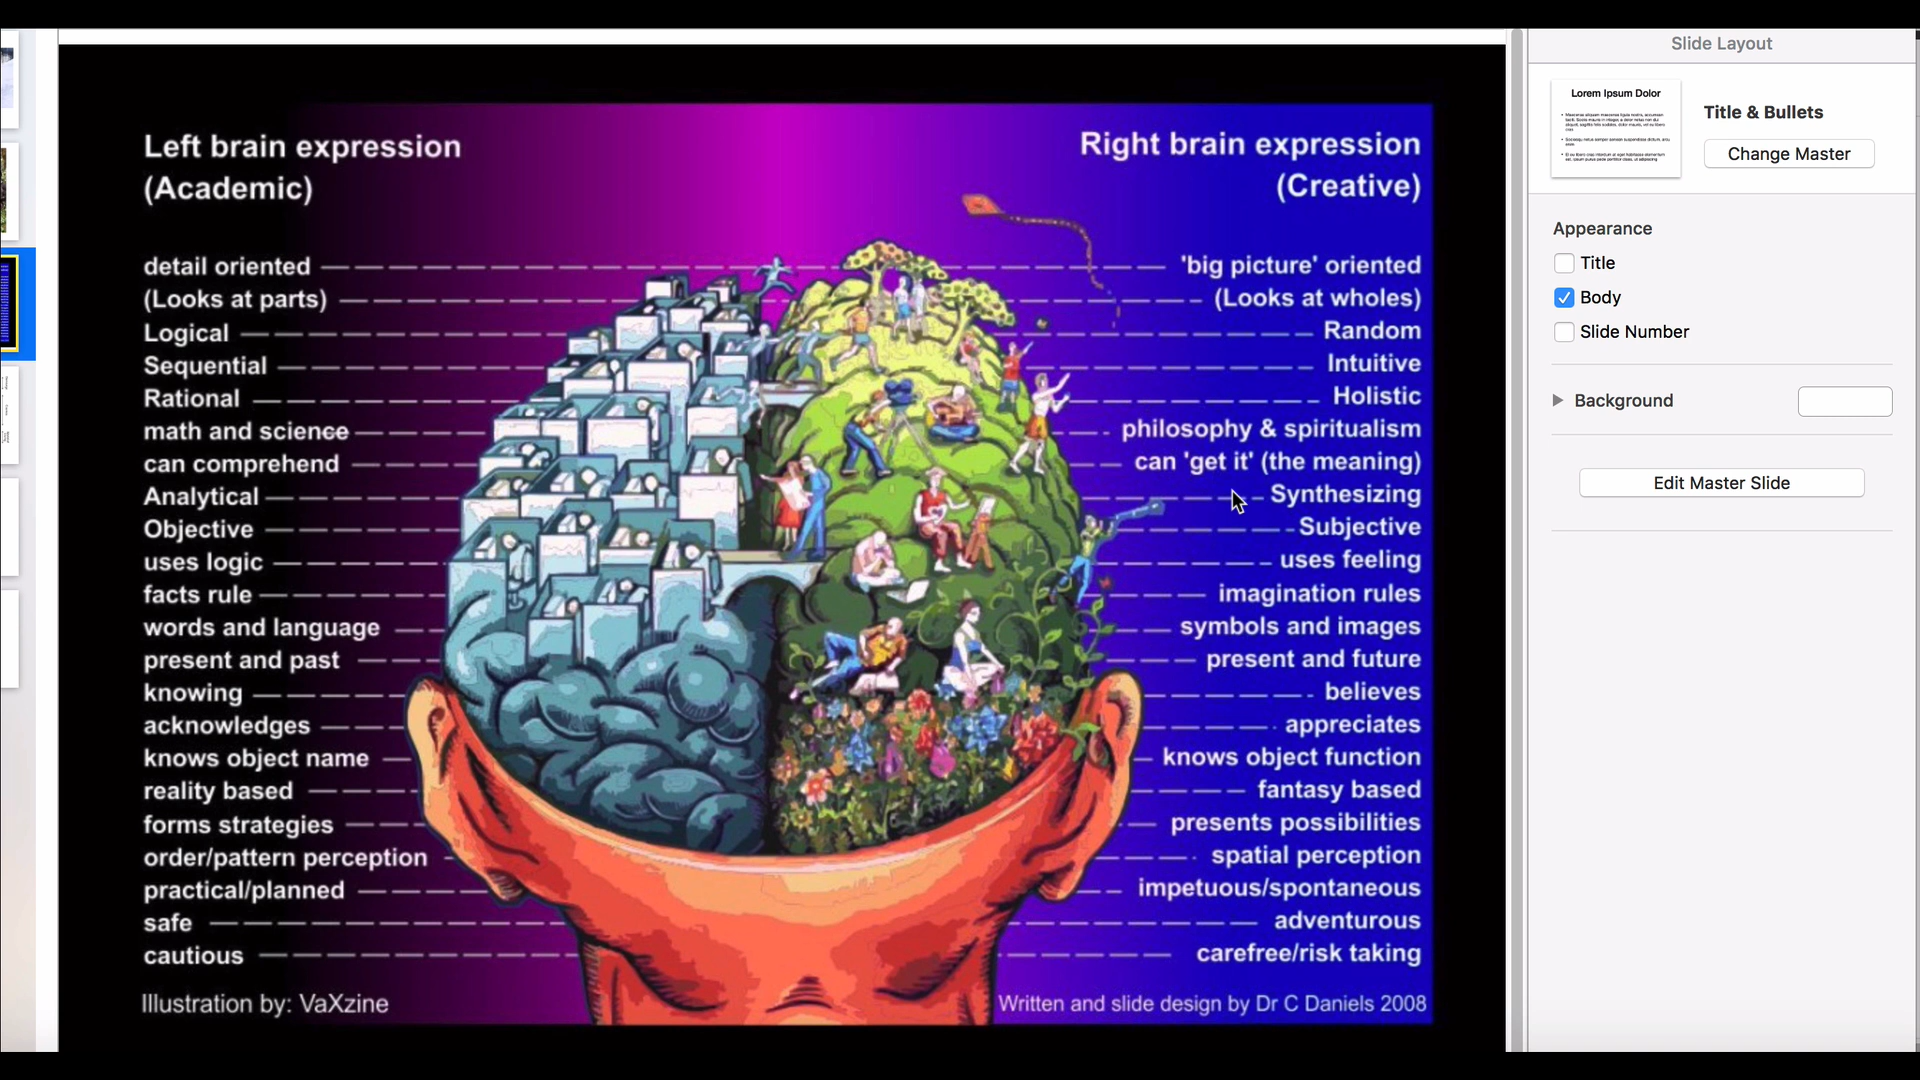 Slide Layout
Lorem Ipsum Dolor
Title & Bullets
Change Master
Appearance
Title
Body
Slide Number
Background
Edit Master Slide
Left brain expression
(Academic)
detail oriented
(Looks at parts)
Logical
Sequential
Rational
math and science
can comprehend
Analytical
Objective
uses logic
facts rule
words and language
present and past
knowing
acknowledges
knows object name
reality based
forms strategies
order/pattern perception
practical/planned
safe
cautious
Illustration by: VaXzine
Right brain expression
(Creative)
'big picture' oriented
(Looks at wholes)
Random
Intuitive
Holistic
philosophy & spiritualism
can 'get it' (the meaning)
Synthesizing
Subjective
uses feeling
imagination rules
symbols and images
present and future
believes
appreciates
knows object function
fantasy based
presents possibilities
spatial perception
impetuous/spontaneous
adventurous
carefree/risk taking
Written and slide design by Dr C Daniels 2008